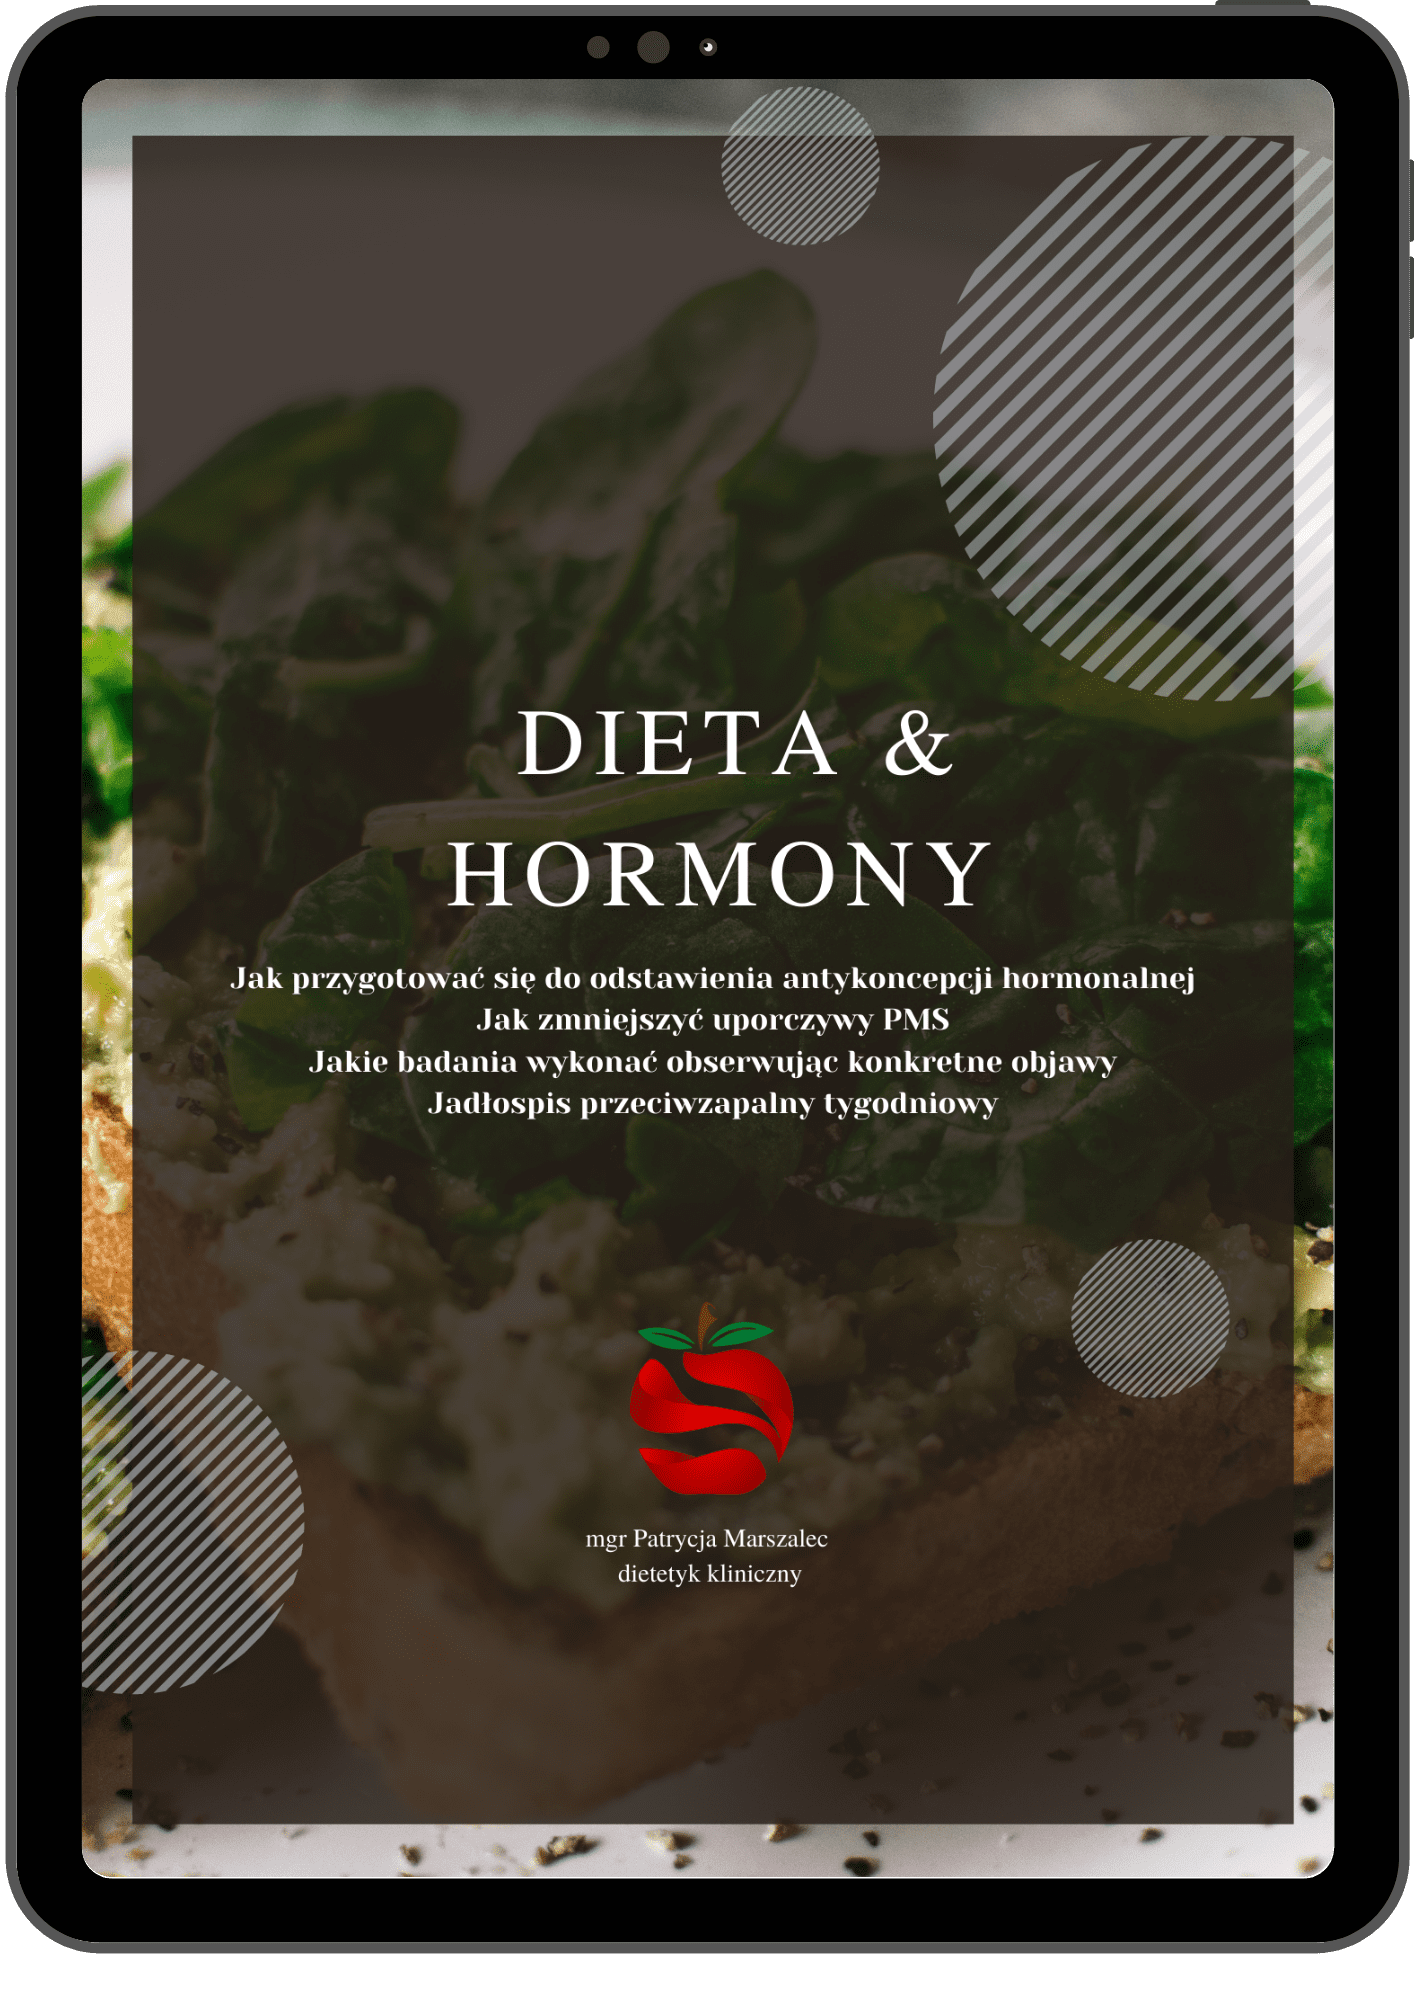 DIETA &
HORMONY
Jak przygotować się do odstawienia antykoncepcji hormonalnej
Jak zmniejszyć uporczywy PMS
Jakie badania wykonać obserwując konkretne objawy
Jadłospis przeciwzapalny tygodniowy
mgr Patrycja Marszalec
dietetyk kliniczny